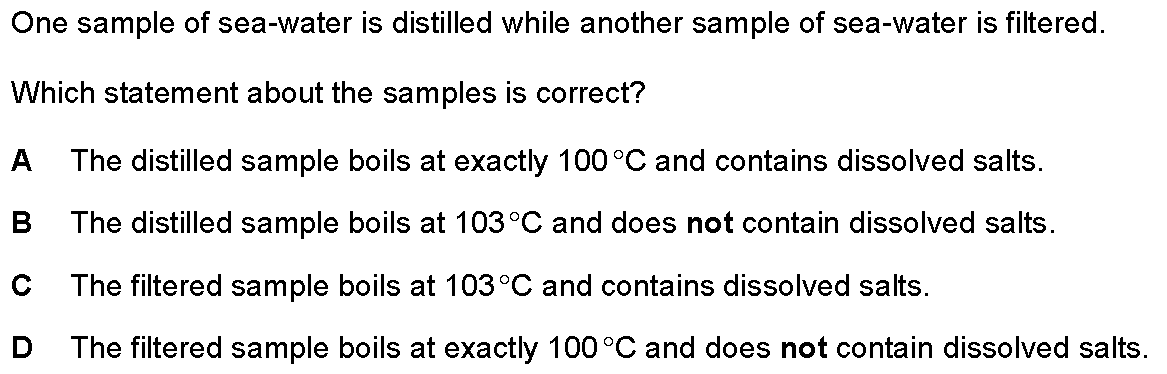 One sample of sea-water is distilled while another sample of sea-water is filtered.
Which statement about the samples is correct?
A The distilled sample boils at exactly 100 °C and contains dissolved salts.
B The distilled sample boils at 103 °C and does not contain dissolved salts.
C The filtered sample boils at 103 °C and contains dissolved salts.
D The filtered sample boils at exactly 100 °C and does not contain dissolved salts.